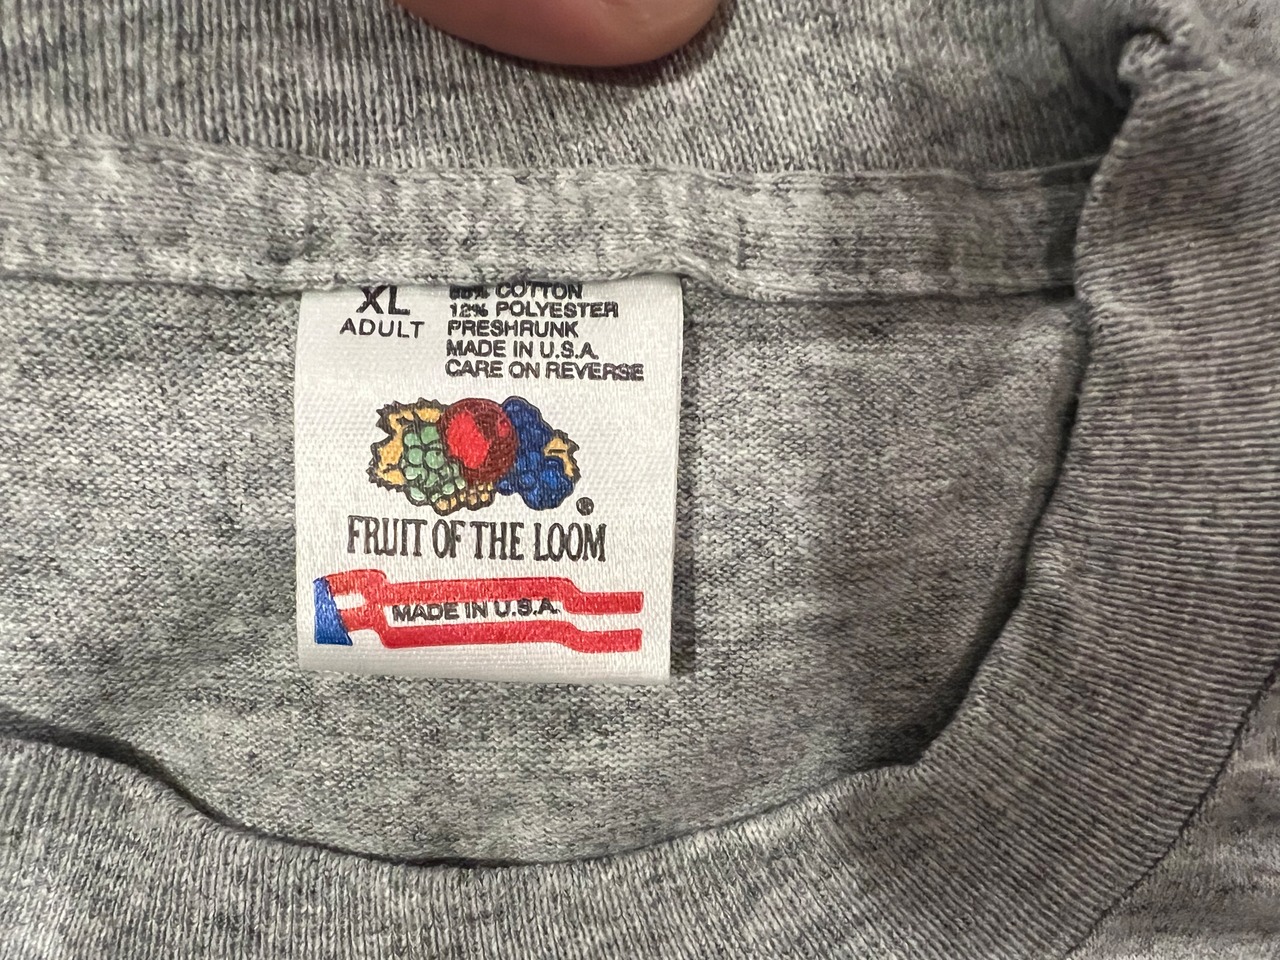 XL
ADULT
COTTON
12% POLYESTER
PRESHRUNK
MADE IN U.S.A.
CARE ON REVERSE
®
FRUIT OF THE LOOM
MADE IN U.S.A.